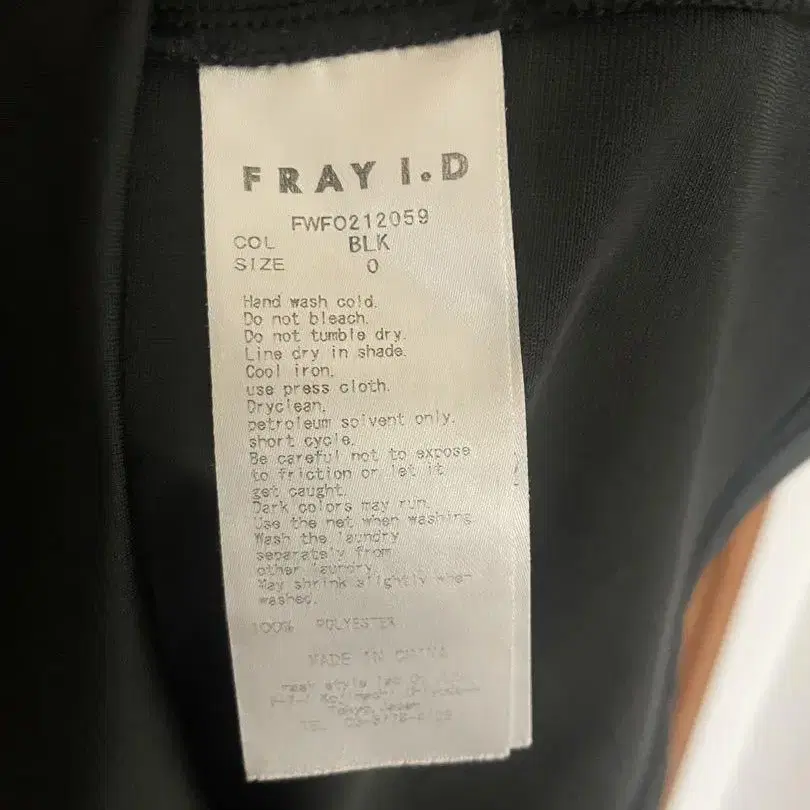 FRAY I.D
FWFO212059
COL BLK
SIZE 0
Hand wash cold.
Do not bleach.
Do not tumble dry.
Line dry in shade.
Cool iron.
use press cloth.
Dryclean.
petroleum solvent only.
short cycle.
Be careful not to expose
to friction or let it
get caught.
Dark colors may run.
Use the net when washing.
Wash the laundry
separately from
other laundry.
May shrink slightly when
washed.
100% POLYESTER
MADE IN CHINA
Tokyo, Japan
TEL